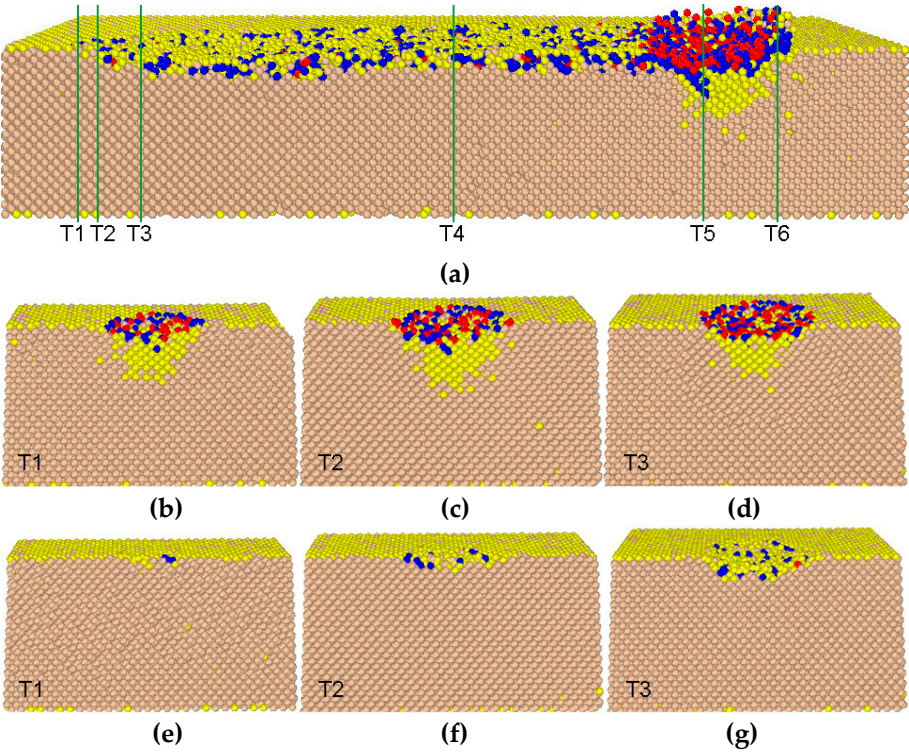 T1 T2 T3 T4 T5 T6
(a)
T1 T2 T3
(b) (c) (d)
T1 T2 T3
(e) (f) (g)